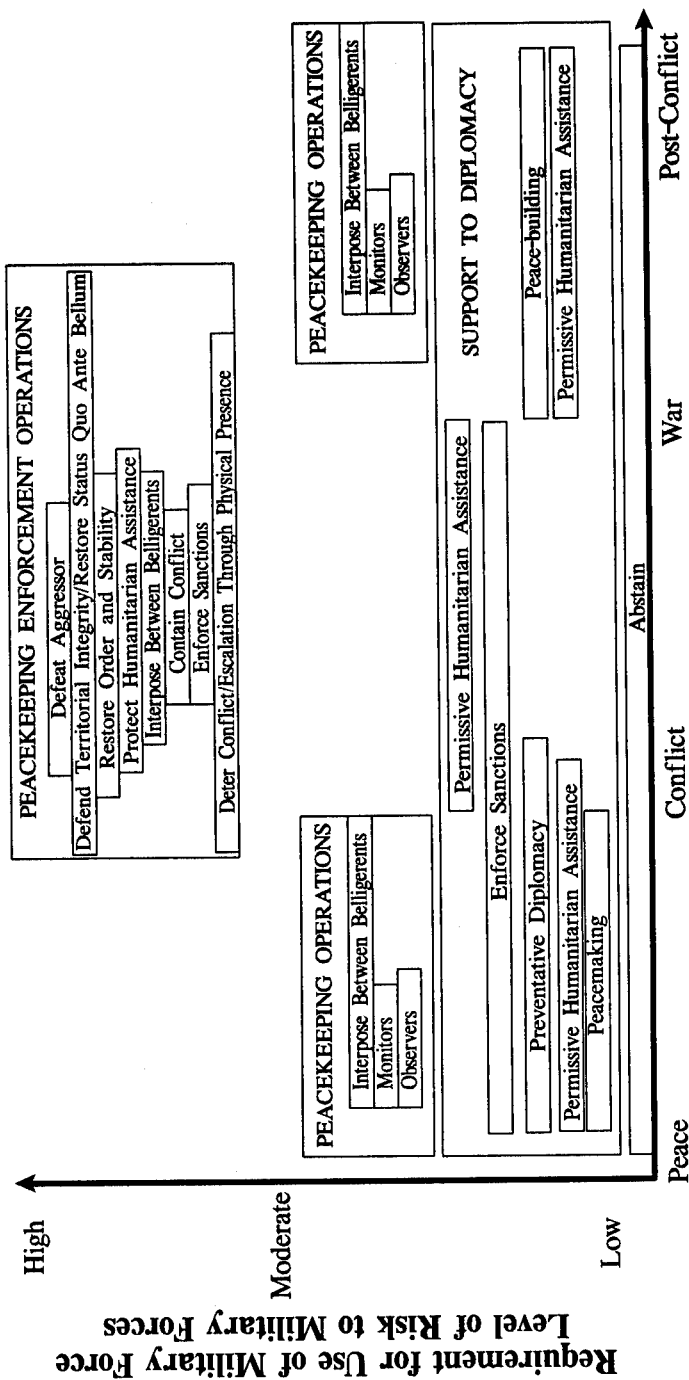 Requirement for Use of Military Force
Level of Risk to Military Forces
High
Moderate
Low
PEACEKEEPING ENFORCEMENT OPERATIONS
Defeat Aggressor
Defend Territorial Integrity/Restore Status Quo Ante Bellum
Restore Order and Stability
Protect Humanitarian Assistance
Interpose Between Belligerents
Contain Conflict
Enforce Sanctions
Deter Conflict/Escalation Through Physical Presence
PEACEKEEPING OPERATIONS
Interpose Between Belligerents
Monitors
Observers
PEACEKEEPING OPERATIONS
Interpose Between Belligerents
Monitors
Observers
SUPPORT TO DIPLOMACY
Permissive Humanitarian Assistance
Enforce Sanctions
Preventative Diplomacy
Permissive Humanitarian Assistance
Peacemaking
Peace-building
Permissive Humanitarian Assistance
Abstain
Peace
Conflict
War
Post-Conflict